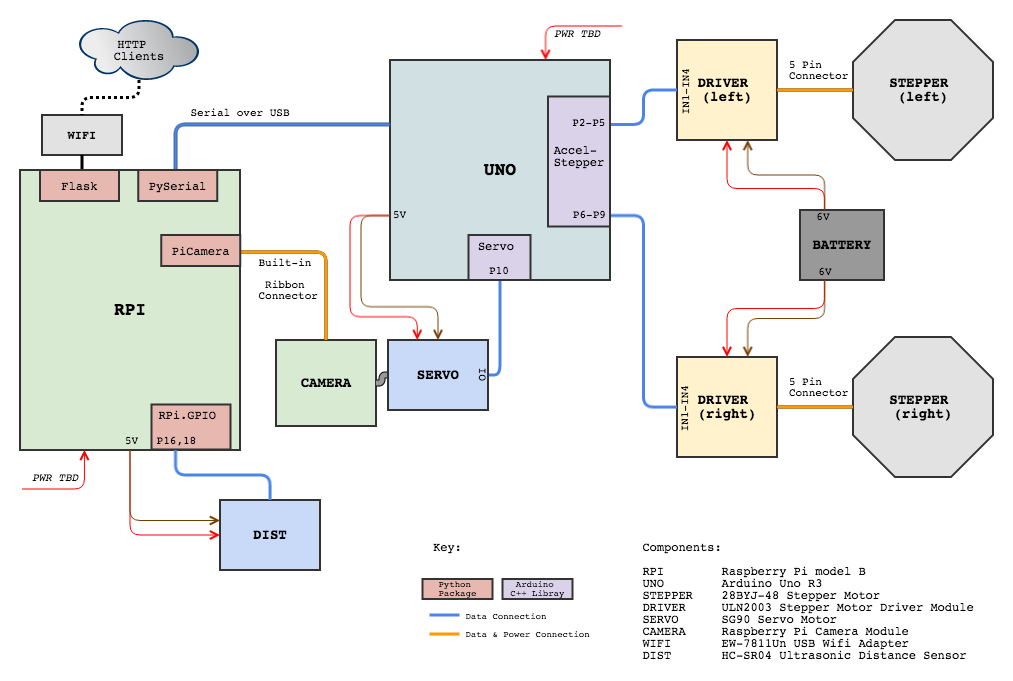 HTTP
Clients
WIFI
Serial over USB
Flask
PySerial
PiCamera
Built-in
Ribbon
Connector
RPI
RPi.GPIO
5V
P16,18
PWR TBD
DIST
PWR TBD
UNO
P2-P5
Accel-
Stepper
P6-P9
5V
Servo
P10
CAMERA
SERVO
IO
IN1-IN4
DRIVER
(left)
5 Pin
Connector
STEPPER
(left)
6V
BATTERY
6V
IN1-IN4
DRIVER
(right)
5 Pin
Connector
STEPPER
(right)
Key:
Python
Package
Arduino
C++ Libray
Data Connection
Data & Power Connection
Components:
RPI Raspberry Pi model B
UNO Arduino Uno R3
STEPPER 28BYJ-48 Stepper Motor
DRIVER ULN2003 Stepper Motor Driver Module
SERVO SG90 Servo Motor
CAMERA Raspberry Pi Camera Module
WIFI EW-7811Un USB Wifi Adapter
DIST HC-SR04 Ultrasonic Distance Sensor